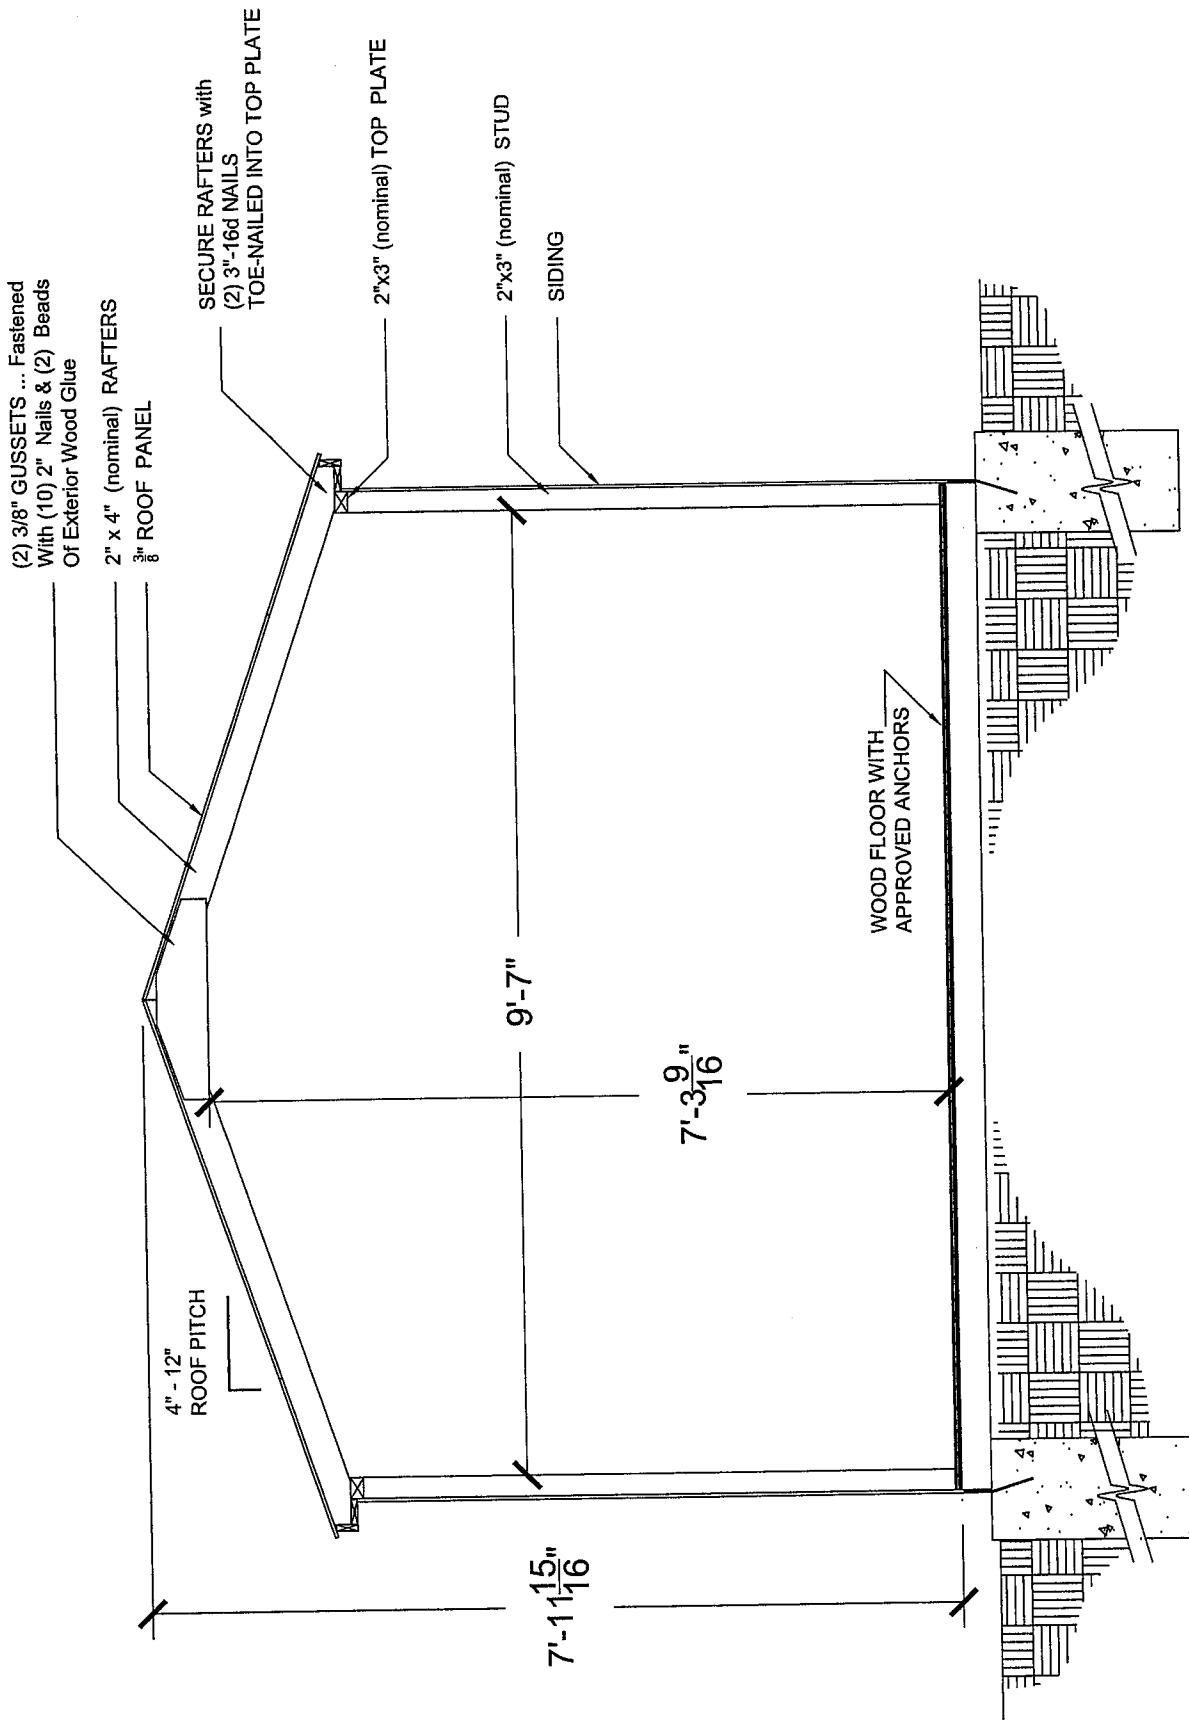 (2) 3/8" GUSSETS ... Fastened
With (10) 2" Nails & (2) Beads
Of Exterior Wood Glue
2" x 4" (nominal) RAFTERS
3/8" ROOF PANEL
SECURE RAFTERS with
(2) 3"-16d NAILS
TOE-NAILED INTO TOP PLATE
2"x3" (nominal) TOP PLATE
2"x3" (nominal) STUD
SIDING
4" - 12"
ROOF PITCH
9'-7"
7'-3 9/16"
WOOD FLOOR WITH
APPROVED ANCHORS
7'-11 15/16"